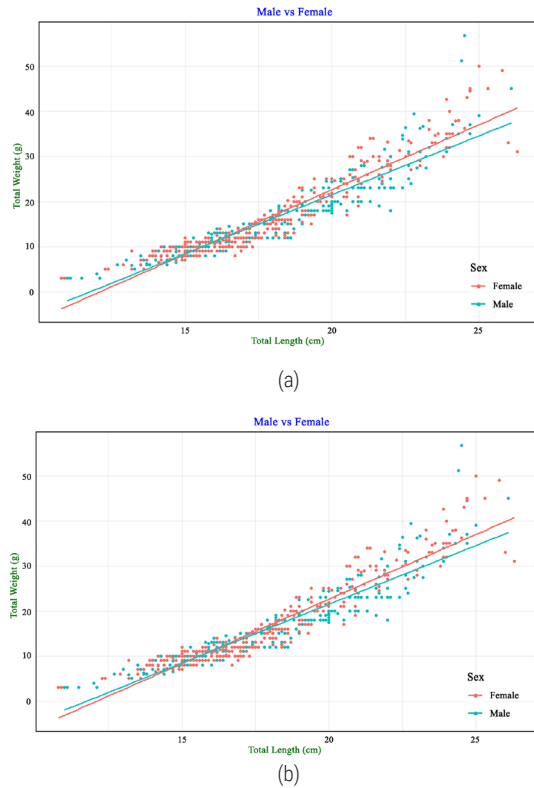 Male vs Female
50
40
30
20
10
0
Total Weight (g)
Sex
Female
Male
15
20
25
Total Length (cm)
(a)
Male vs Female
50
40
30
20
10
0
Total Weight (g)
Sex
Female
Male
15
20
25
Total Length (cm)
(b)